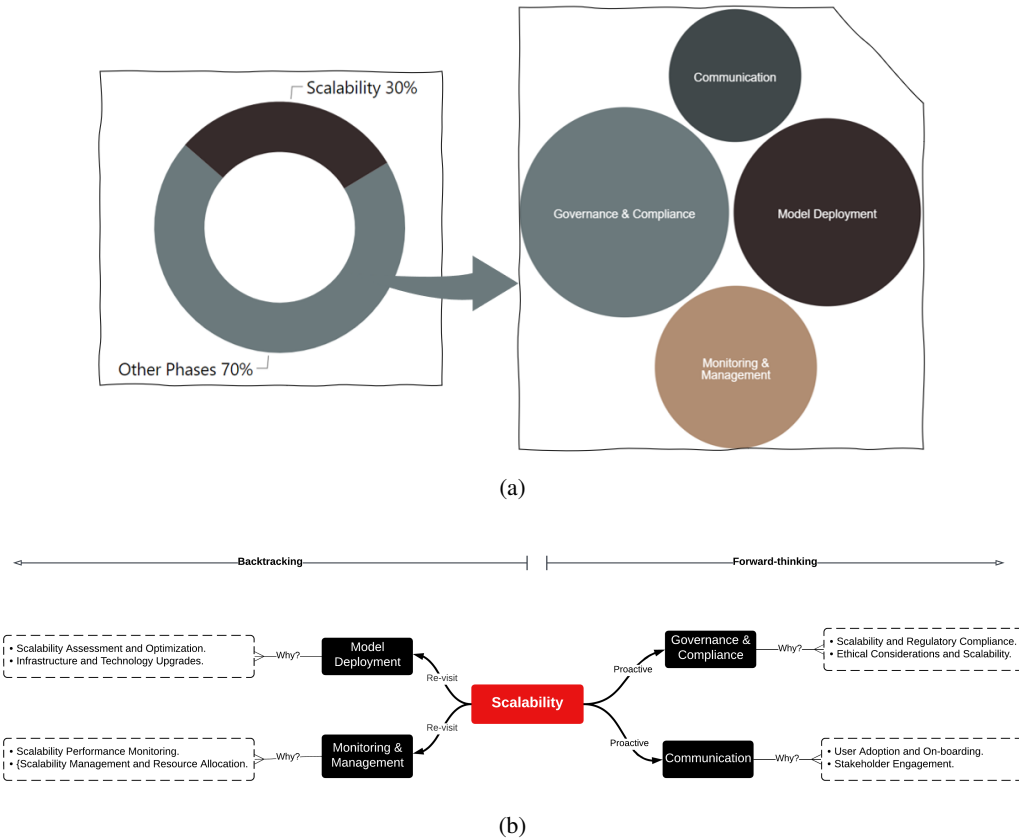 Scalability 30%
Other Phases 70%
Communication
Governance & Compliance
Model Deployment
Monitoring &
Management
(a)
Backtracking
Forward-thinking
• Scalability Assessment and Optimization.
• Infrastructure and Technology Upgrades.
Why?
Model
Deployment
Re-visit
• Scalability Performance Monitoring.
• {Scalability Management and Resource Allocation.
Why?
Monitoring &
Management
Re-visit
Scalability
Proactive
Governance &
Compliance
Why?
• Scalability and Regulatory Compliance.
• Ethical Considerations and Scalability.
Proactive
Communication
Why?
• User Adoption and On-boarding.
• Stakeholder Engagement.
(b)